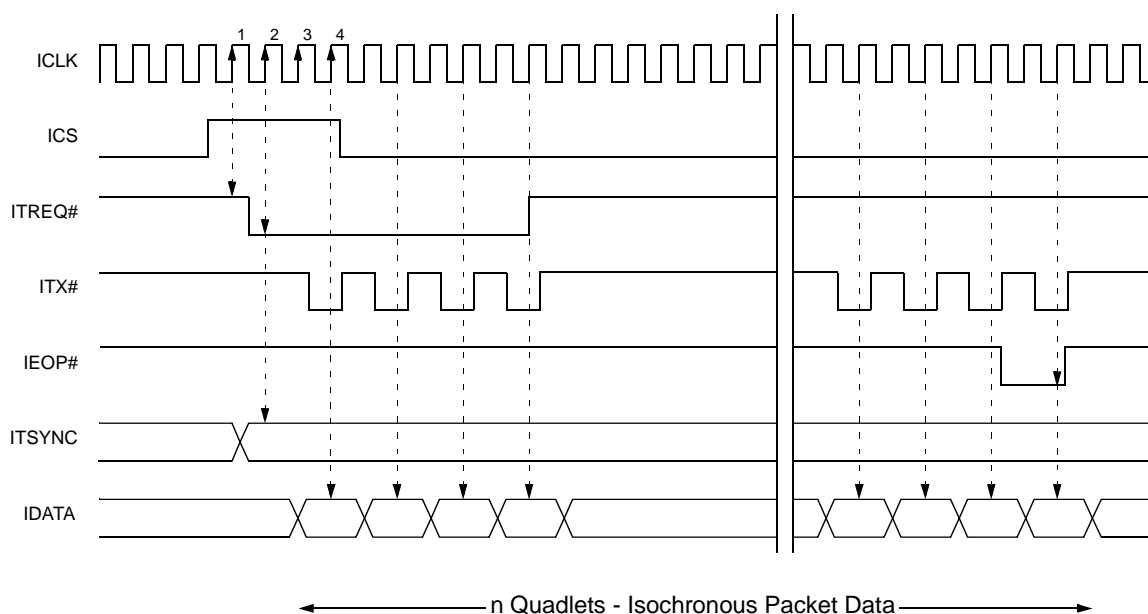 1 2 3 4
ICLK
ICS
ITREQ#
ITX#
IEOP#
ITSYNC
IDATA
n Quadlets - Isochronous Packet Data